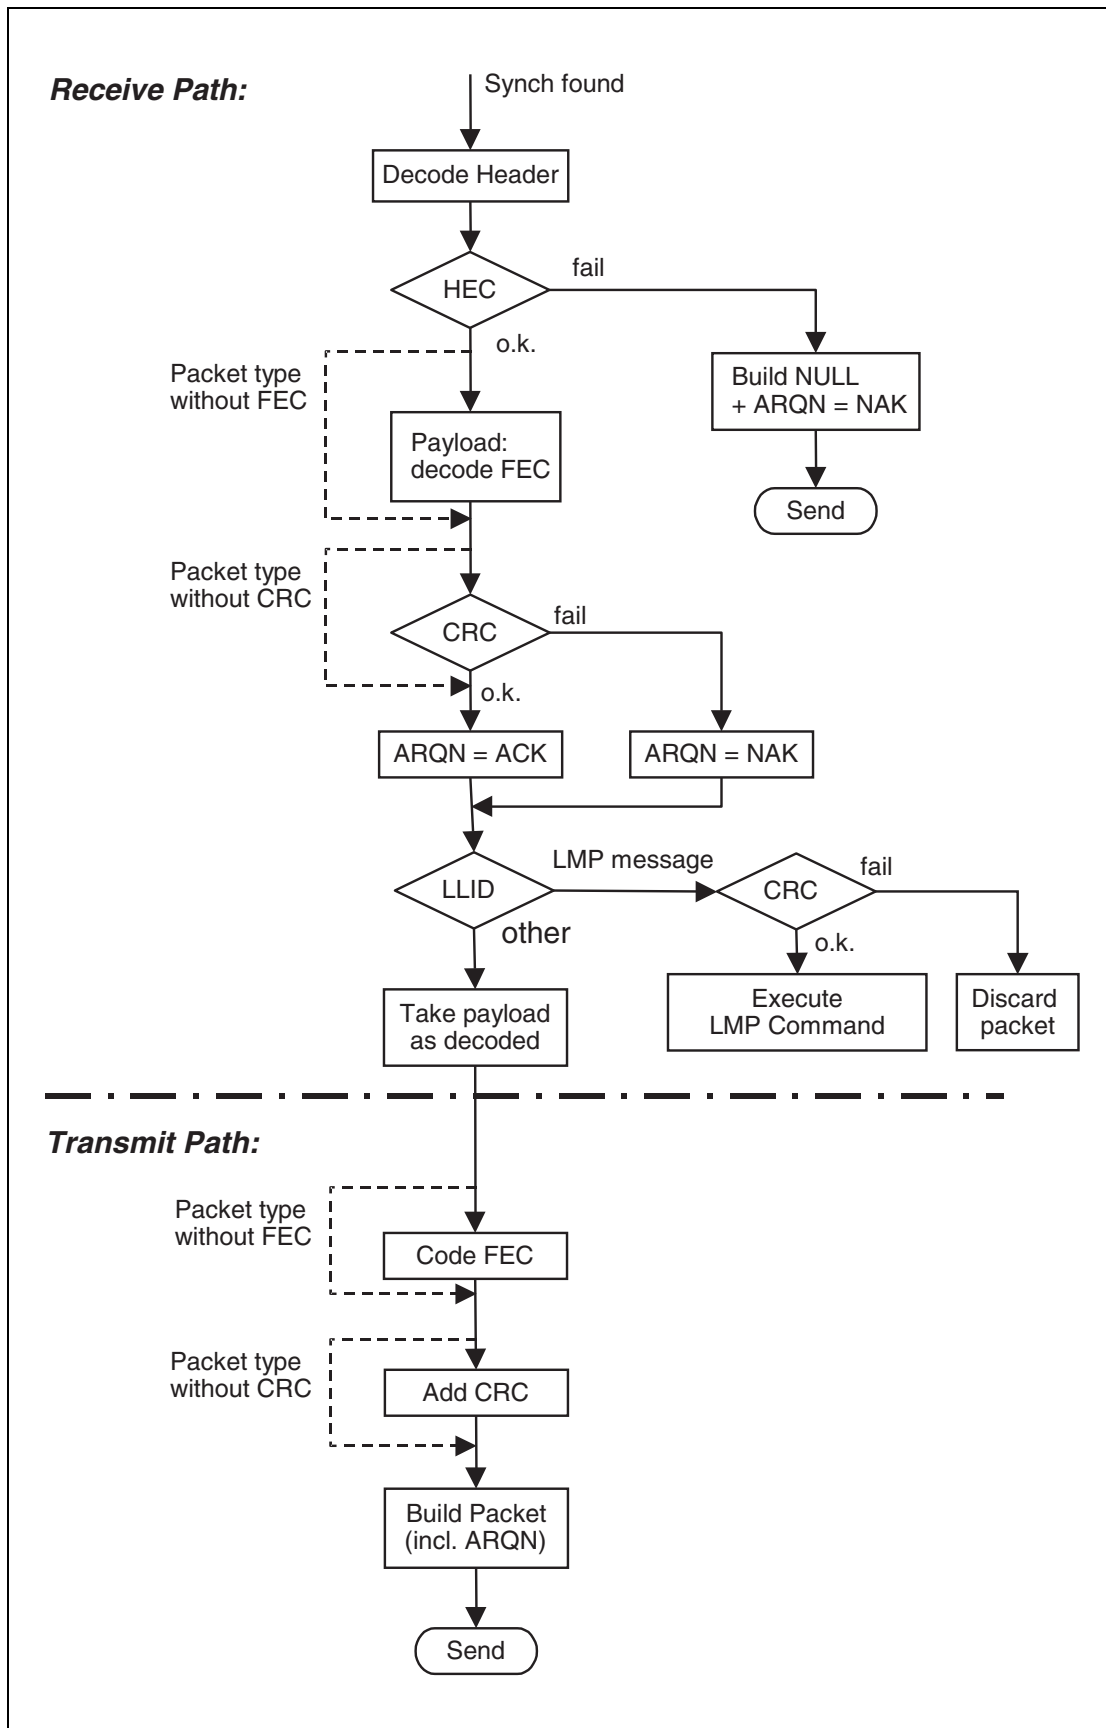 Receive Path:
Synch found
Decode Header
HEC
fail
o.k.
Packet type
without FEC
Build NULL
+ ARQN = NAK
Payload:
decode FEC
Send
Packet type
without CRC
CRC
fail
o.k.
ARQN = ACK
ARQN = NAK
LLID
LMP message
CRC
fail
other
o.k.
Take payload
as decoded
Execute
LMP Command
Discard
packet
Transmit Path:
Packet type
without FEC
Code FEC
Packet type
without CRC
Add CRC
Build Packet
(incl. ARQN)
Send